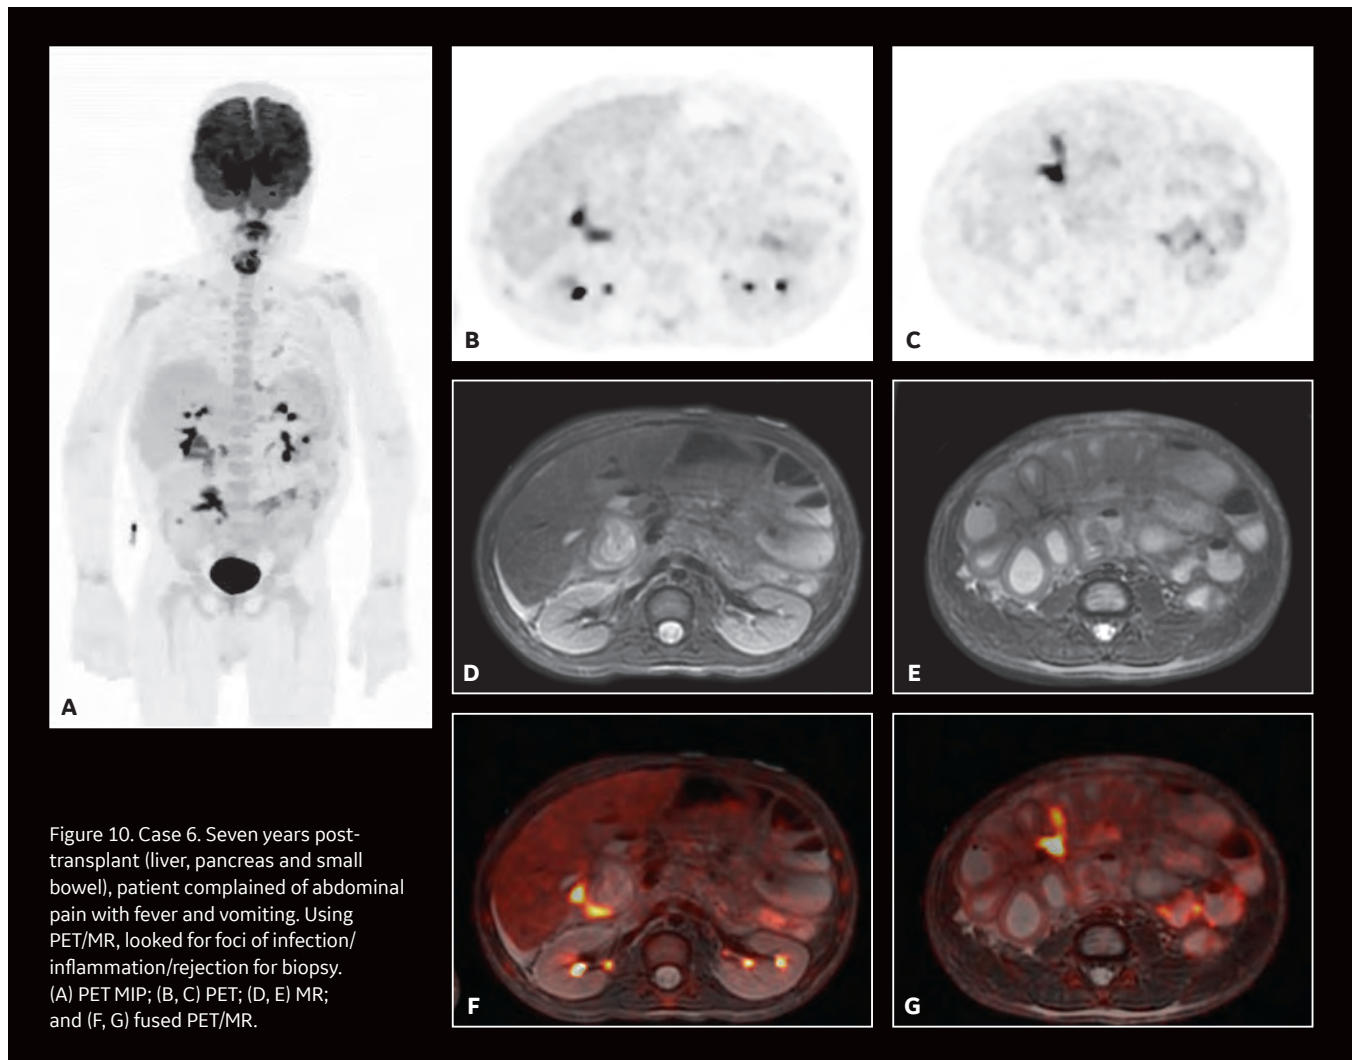 B
C
D
E
A
F
G
Figure 10. Case 6. Seven years post-
transplant (liver, pancreas and small
bowel), patient complained of abdominal
pain with fever and vomiting. Using
PET/MR, looked for foci of infection/
inflammation/rejection for biopsy.
(A) PET MIP; (B, C) PET; (D, E) MR;
and (F, G) fused PET/MR.